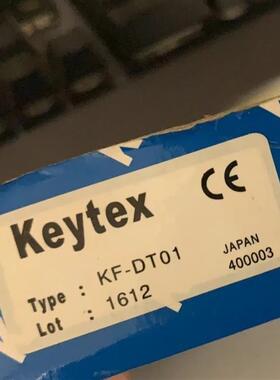 Keytex CE
Type : KF-DT01 JAPAN
Lot : 1612 400003